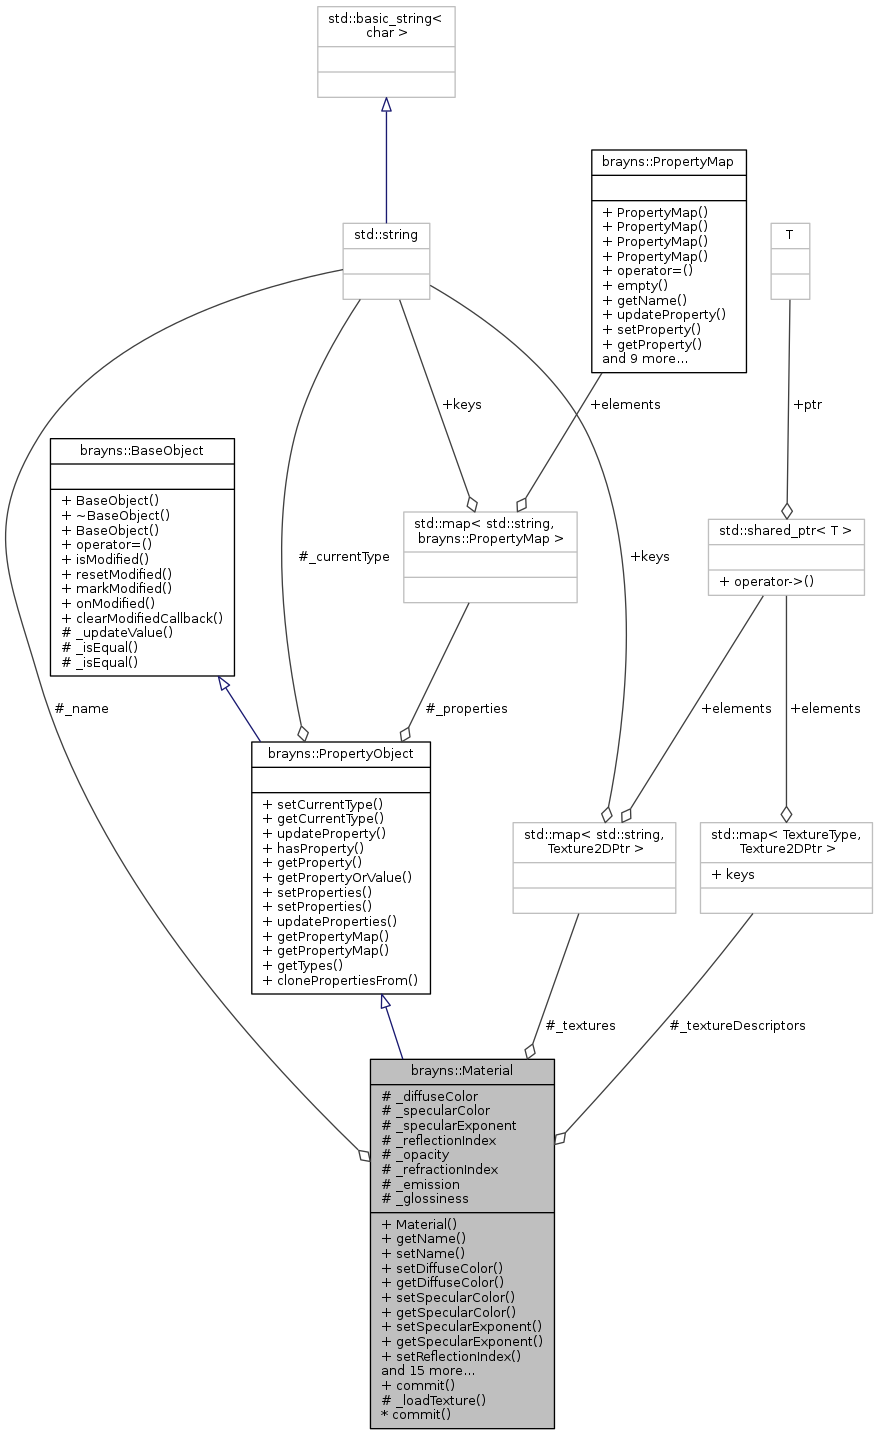 std::basic_string<
char >
std::string
brayns::PropertyMap
+ PropertyMap()
+ PropertyMap()
+ PropertyMap()
+ PropertyMap()
+ operator=()
+ empty()
+ getName()
+ updateProperty()
+ setProperty()
+ getProperty()
and 9 more...
T
+keys
+elements
+ptr
brayns::BaseObject
+ BaseObject()
+ ~BaseObject()
+ BaseObject()
+ operator=()
+ isModified()
+ resetModified()
+ markModified()
+ onModified()
+ clearModifiedCallback()
# _updateValue()
# _isEqual()
# _isEqual()
std::map< std::string,
brayns::PropertyMap >
std::shared_ptr< T >
+ operator->()
#_currentType
+keys
#_name
#_properties
+elements
+elements
brayns::PropertyObject
+ setCurrentType()
+ getCurrentType()
+ updateProperty()
+ hasProperty()
+ getProperty()
+ getPropertyOrValue()
+ setProperties()
+ setProperties()
+ updateProperties()
+ getPropertyMap()
+ getPropertyMap()
+ getTypes()
+ clonePropertiesFrom()
std::map< std::string,
Texture2DPtr >
std::map< TextureType,
Texture2DPtr >
+ keys
#_textures
#_textureDescriptors
brayns::Material
# _diffuseColor
# _specularColor
# _specularExponent
# _reflectionIndex
# _opacity
# _refractionIndex
# _emission
# _glossiness
+ Material()
+ getName()
+ setName()
+ setDiffuseColor()
+ getDiffuseColor()
+ setSpecularColor()
+ getSpecularColor()
+ setSpecularExponent()
+ getSpecularExponent()
+ setReflectionIndex()
and 15 more...
+ commit()
# _loadTexture()
* commit()